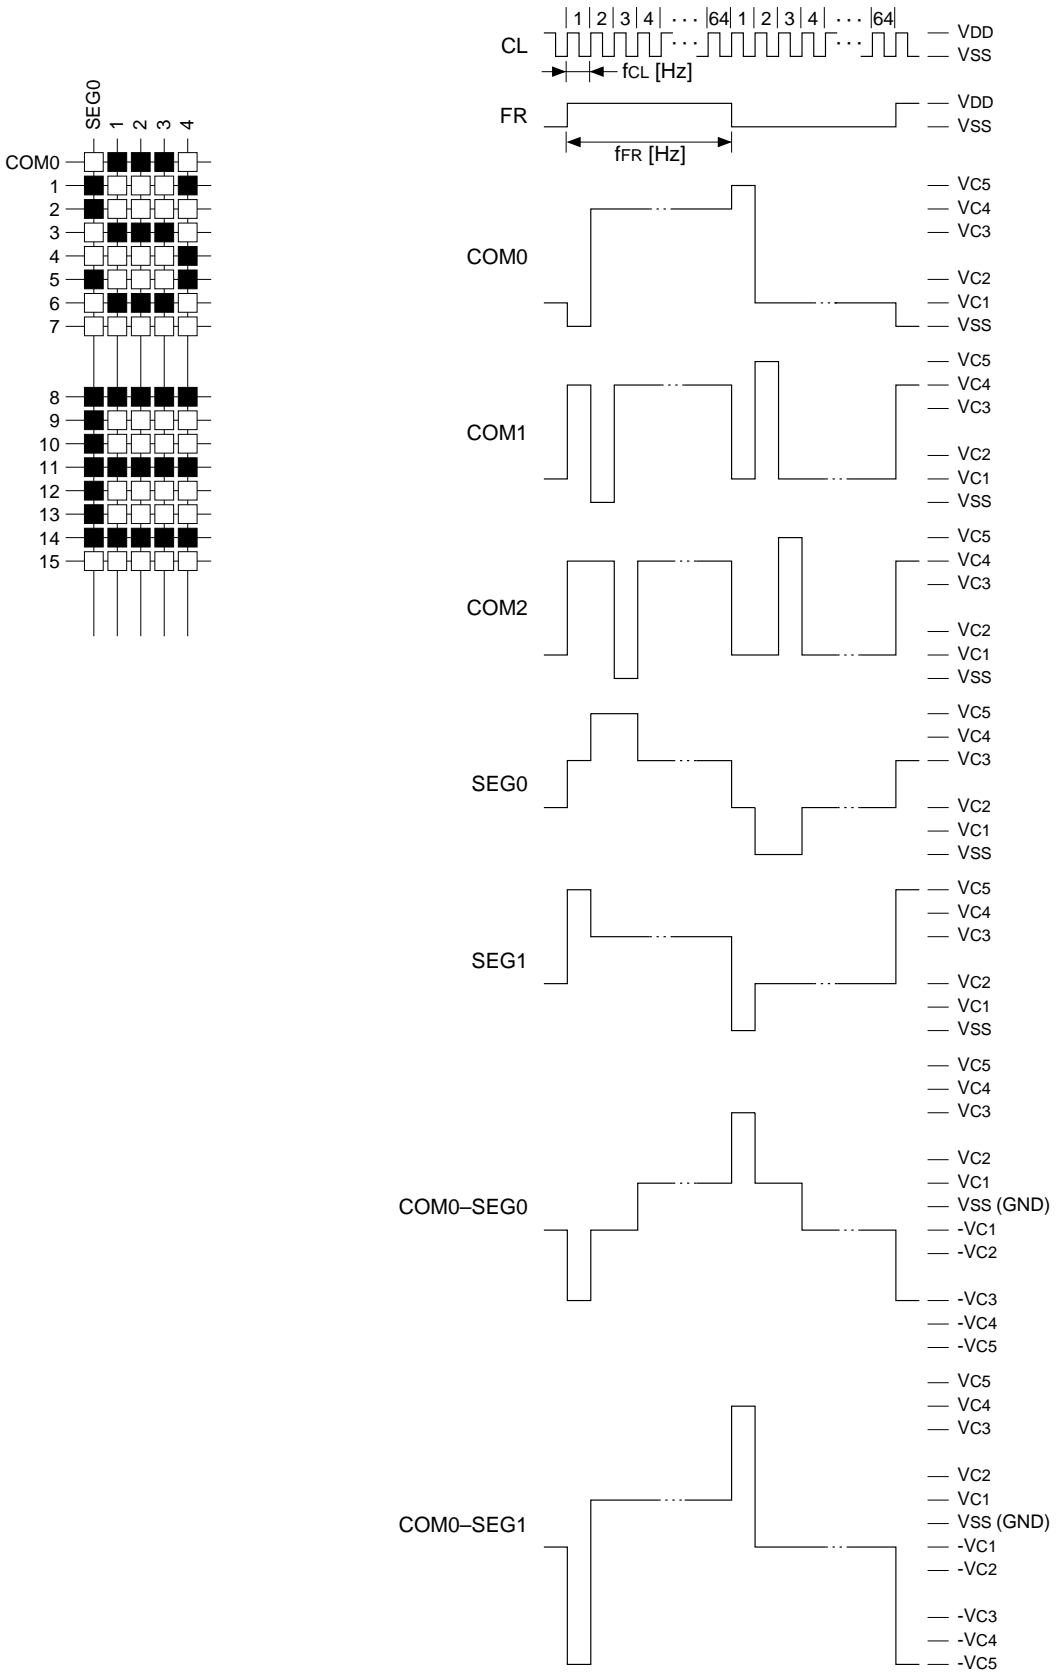 SEG0
1
2
3
4
COM0
1
2
3
4
5
6
7
8
9
10
11
12
13
14
15
1 2 3 4 ··· 64 1 2 3 4 ··· 64
CL ··· ··· VDD
VSS
fCL [Hz]
FR VDD
VSS
fFR [Hz]
COM0
VC5
VC4
VC3
VC2
VC1
VSS
COM1
VC5
VC4
VC3
VC2
VC1
VSS
COM2
VC5
VC4
VC3
VC2
VC1
VSS
SEG0
VC5
VC4
VC3
VC2
VC1
VSS
SEG1
VC5
VC4
VC3
VC2
VC1
VSS
COM0–SEG0
VC5
VC4
VC3
VC2
VC1
VSS (GND)
-VC1
-VC2
-VC3
-VC4
-VC5
COM0–SEG1
VC5
VC4
VC3
VC2
VC1
VSS (GND)
-VC1
-VC2
-VC3
-VC4
-VC5